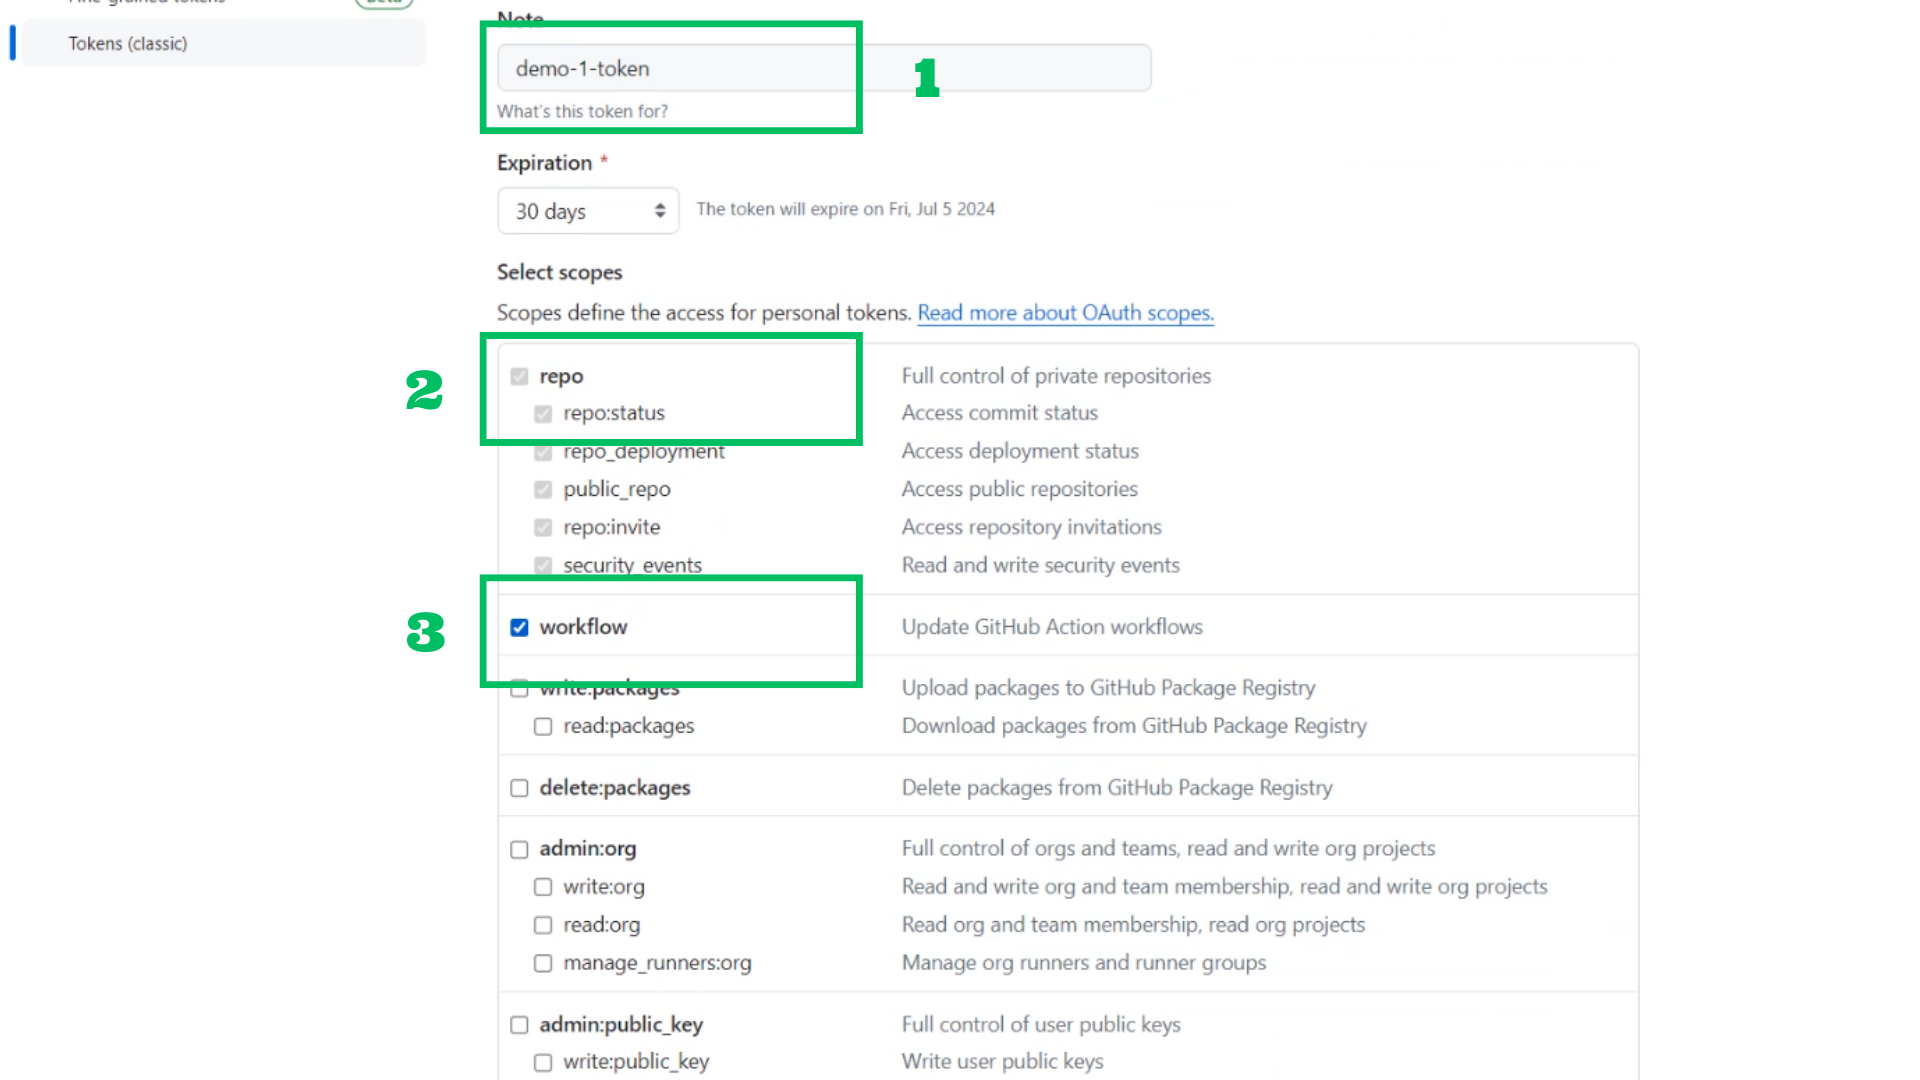 Fine-grained tokens Beta
Tokens (classic)
Note
demo-1-token
1
What's this token for?
Expiration *
30 days
The token will expire on Fri, Jul 5 2024
Select scopes
Scopes define the access for personal tokens. Read more about OAuth scopes.
2
repo Full control of private repositories
repo:status Access commit status
repo_deployment Access deployment status
public_repo Access public repositories
repo:invite Access repository invitations
security_events Read and write security events
3
workflow Update GitHub Action workflows
write:packages Upload packages to GitHub Package Registry
read:packages Download packages from GitHub Package Registry
delete:packages Delete packages from GitHub Package Registry
admin:org Full control of orgs and teams, read and write org projects
write:org Read and write org and team membership, read and write org projects
read:org Read org and team membership, read org projects
manage_runners:org Manage org runners and runner groups
admin:public_key Full control of user public keys
write:public_key Write user public keys